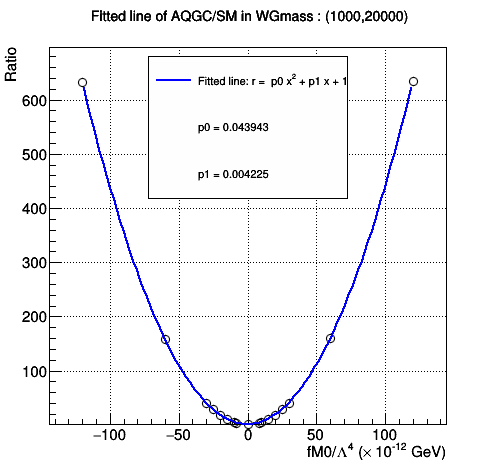 FItted line of AQGC/SM in WGmass : (1000,20000)
Ratio
Fitted line: r = p0 x² + p1 x + 1
p0 = 0.043943
p1 = 0.004225
600
500
400
300
200
100
−100 −50 0 50 100
fM0/Λ⁴ (× 10⁻¹² GeV)